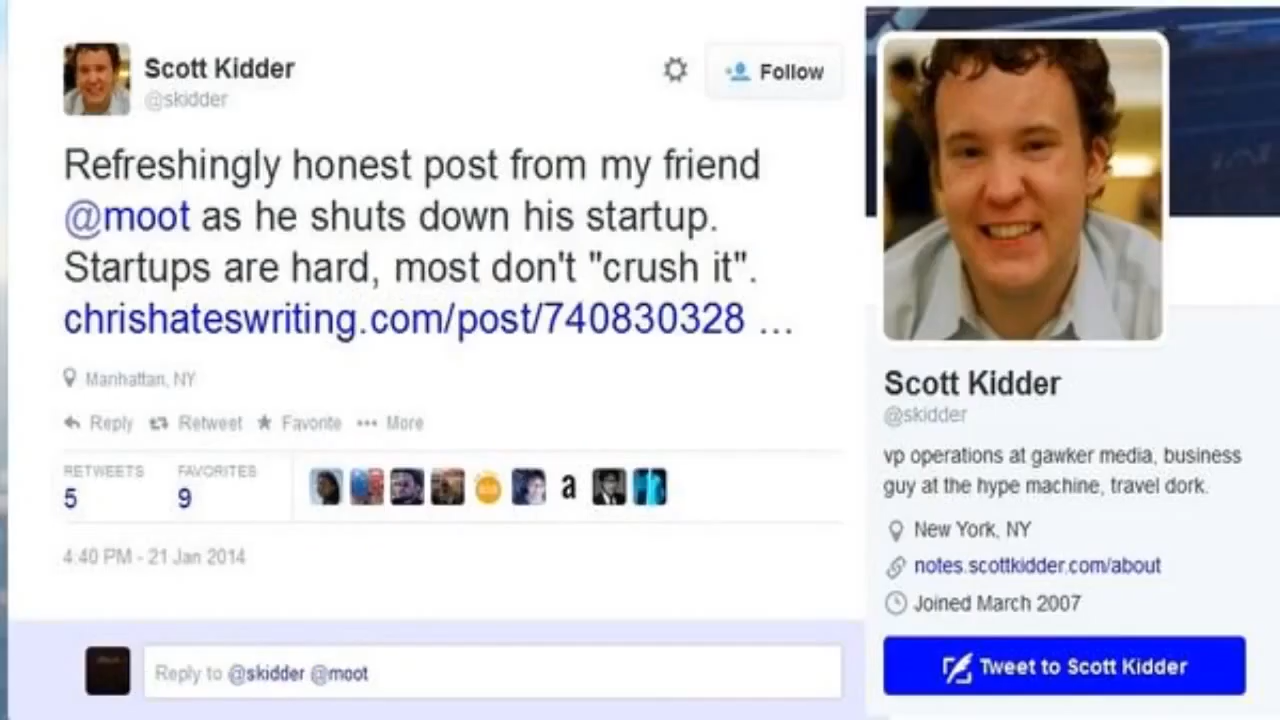 Scott Kidder
@skidder
Follow
Refreshingly honest post from my friend
@moot as he shuts down his startup.
Startups are hard, most don't "crush it".
chrishateswriting.com/post/740830328 ...
Manhattan, NY
Reply Retweet Favorite More
RETWEETS FAVORITES
5 9
a
4:40 PM - 21 Jan 2014
Reply to @skidder @moot
Scott Kidder
@skidder
vp operations at gawker media, business
guy at the hype machine, travel dork.
New York, NY
notes.scottkidder.com/about
Joined March 2007
Tweet to Scott Kidder